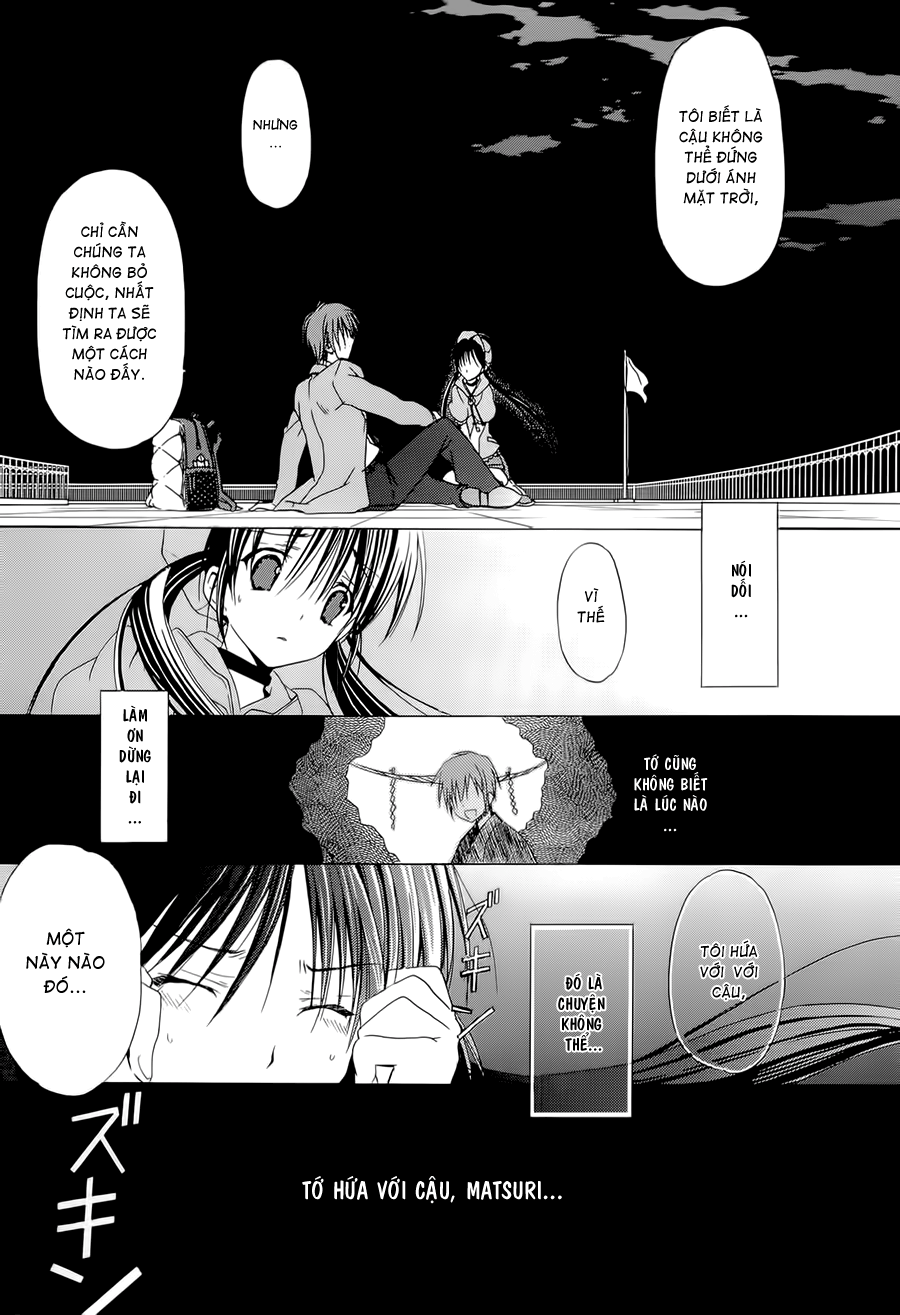 TÔI BIẾT LÀ
CẬU KHÔNG
THỂ ĐỨNG
DƯỚI ÁNH
MẶT TRỜI,
NHƯNG
...
CHỈ CẦN
CHÚNG TA
KHÔNG BỎ
CUỘC, NHẤT
ĐỊNH TA SẼ
TÌM RA ĐƯỢC
MỘT CÁCH
NÀO ĐẤY.
NÓI
DỐI
...
VÌ
THẾ
TỚ CŨNG
KHÔNG BIẾT
LÀ LÚC NÀO
...
LÀM
ƠN
DỪNG
LẠI
ĐI
...
TÔI HỨA
VỚI VỚI
CẬU,
ĐÓ LÀ
CHUYỆN
KHÔNG
THỂ...
ズキン
MỘT
NÀY NÀO
ĐÓ...
ズキン
TỚ HỨA VỚI CẬU, MATSURI...